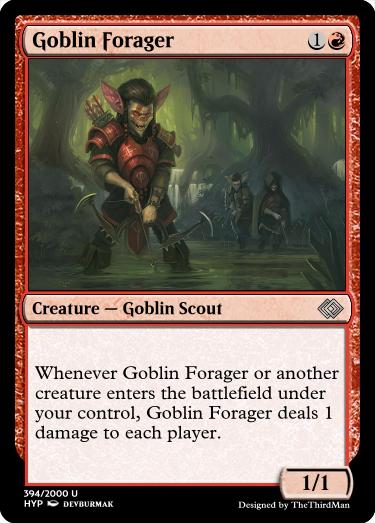 Goblin Forager 1
Creature — Goblin Scout
Whenever Goblin Forager or another
creature enters the battlefield under
your control, Goblin Forager deals 1
damage to each player.
1/1
394/2000 U
HYP DEVBURMAK
Designed by TheThirdMan